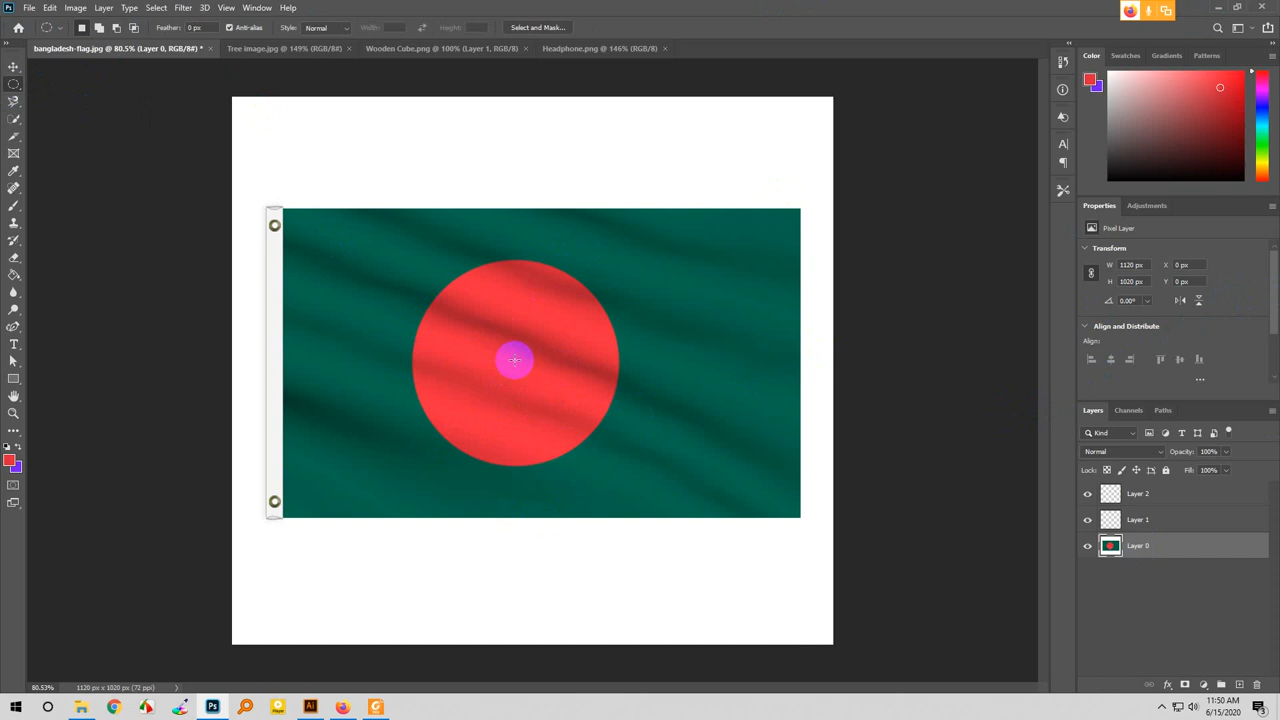 File Edit Image Layer Type Select Filter 3D View Window Help
Feather: 0 px Anti-alias Style: Normal Width: Height: Select and Mask...
bangladesh-flag.jpg @ 80.5% (Layer 0, RGB/8#) * Tree image.jpg @ 149% (RGB/8#) Wooden Cube.png @ 100% (Layer 1, RGB/8) Headphone.png @ 146% (RGB/8)
Color Swatches Gradients Patterns
Properties Adjustments
Pixel Layer
Transform
W 1120 px X 0 px
H 1020 px Y 0 px
0.00°
Align and Distribute
Align:
Layers Channels Paths
Kind
Normal Opacity: 100%
Lock: Fill: 100%
Layer 2
Layer 1
Layer 0
80.53% 1120 px x 1020 px (72 ppi)
11:50 AM
6/15/2020